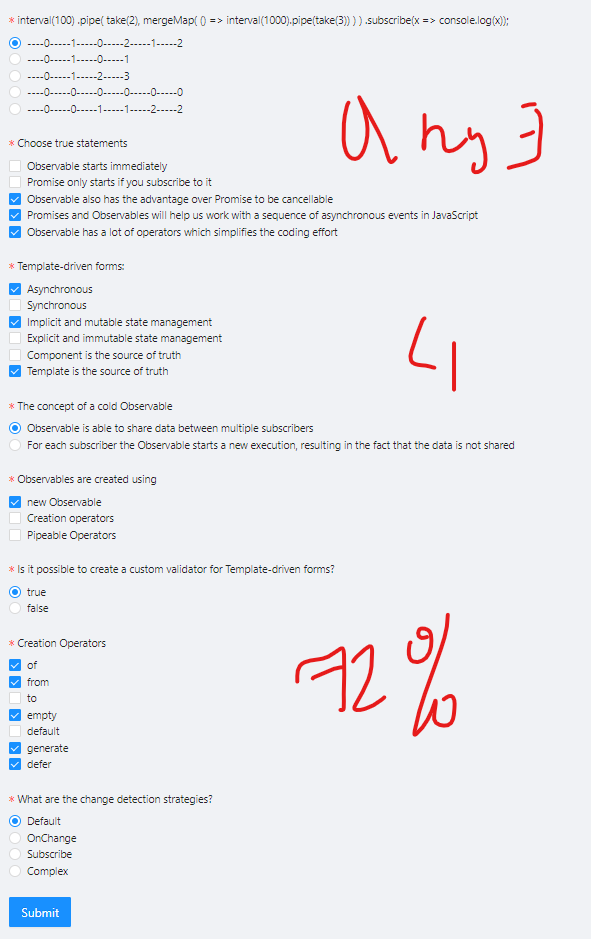 * interval(100) .pipe( take(2), mergeMap( () => interval(1000).pipe(take(3)) ) ) .subscribe(x => console.log(x));
----0-----1-----0-----2-----1-----2
----0-----1-----0-----1
----0-----1-----2-----3
----0-----0-----0-----0-----0-----0
----0-----0-----1-----1-----2-----2
* Choose true statements
Observable starts immediately
Promise only starts if you subscribe to it
Observable also has the advantage over Promise to be cancellable
Promises and Observables will help us work with a sequence of asynchronous events in JavaScript
Observable has a lot of operators which simplifies the coding effort
* Template-driven forms:
Asynchronous
Synchronous
Implicit and mutable state management
Explicit and immutable state management
Component is the source of truth
Template is the source of truth
4
* The concept of a cold Observable
Observable is able to share data between multiple subscribers
For each subscriber the Observable starts a new execution, resulting in the fact that the data is not shared
* Observables are created using
new Observable
Creation operators
Pipeable Operators
* Is it possible to create a custom validator for Template-driven forms?
true
false
* Creation Operators
of
from
to
empty
default
generate
defer
72%
* What are the change detection strategies?
Default
OnChange
Subscribe
Complex
Submit